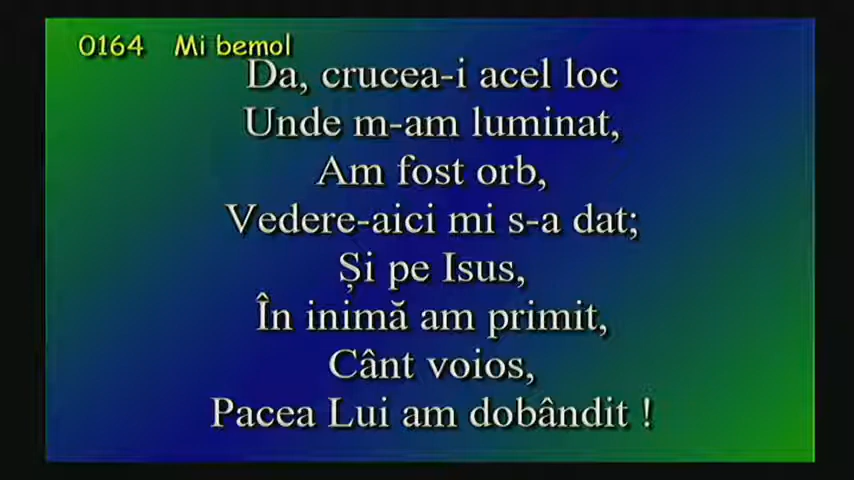 0164 Mi bemol
Da, crucea-i acel loc
Unde m-am luminat,
Am fost orb,
Vedere-aici mi s-a dat;
Și pe Isus,
În inimă am primit,
Cânt voios,
Pacea Lui am dobândit !